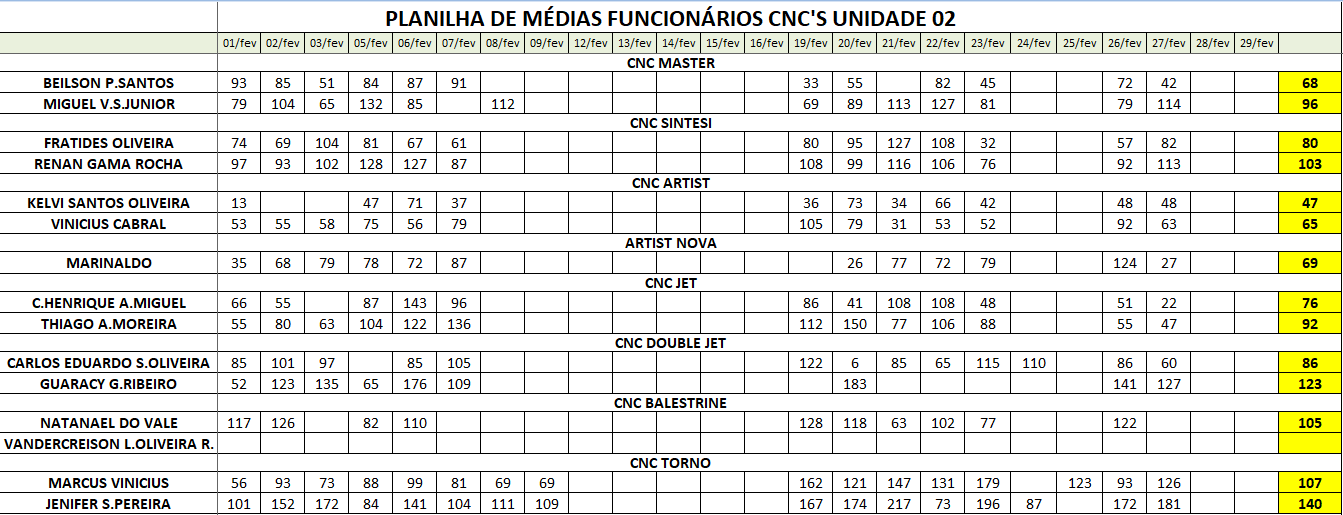 PLANILHA DE MÉDIAS FUNCIONÁRIOS CNC'S UNIDADE 02
01/fev 02/fev 03/fev 05/fev 06/fev 07/fev 08/fev 09/fev 12/fev 13/fev 14/fev 15/fev 16/fev 19/fev 20/fev 21/fev 22/fev 23/fev 24/fev 25/fev 26/fev 27/fev 28/fev 29/fev
CNC MASTER
BEILSON P.SANTOS 93 85 51 84 87 91 33 55 82 45 72 42 68
MIGUEL V.S.JUNIOR 79 104 65 132 85 112 69 89 113 127 81 79 114 96
CNC SINTESI
FRATIDES OLIVEIRA 74 69 104 81 67 61 80 95 127 108 32 57 82 80
RENAN GAMA ROCHA 97 93 102 128 127 87 108 99 116 106 76 92 113 103
CNC ARTIST
KELVI SANTOS OLIVEIRA 13 47 71 37 36 73 34 66 42 48 48 47
VINICIUS CABRAL 53 55 58 75 56 79 105 79 31 53 52 92 63 65
ARTIST NOVA
MARINALDO 35 68 79 78 72 87 26 77 72 79 124 27 69
CNC JET
C.HENRIQUE A.MIGUEL 66 55 87 143 96 86 41 108 108 48 51 22 76
THIAGO A.MOREIRA 55 80 63 104 122 136 112 150 77 106 88 55 47 92
CNC DOUBLE JET
CARLOS EDUARDO S.OLIVEIRA 85 101 97 85 105 122 6 85 65 115 110 86 60 86
GUARACY G.RIBEIRO 52 123 135 65 176 109 183 141 127 123
CNC BALESTRINE
NATANAEL DO VALE 117 126 82 110 128 118 63 102 77 122 105
VANDERCREISON L.OLIVEIRA R.
CNC TORNO
MARCUS VINICIUS 56 93 73 88 99 81 69 69 162 121 147 131 179 123 93 126 107
JENIFER S.PEREIRA 101 152 172 84 141 104 111 109 167 174 217 73 196 87 172 181 140